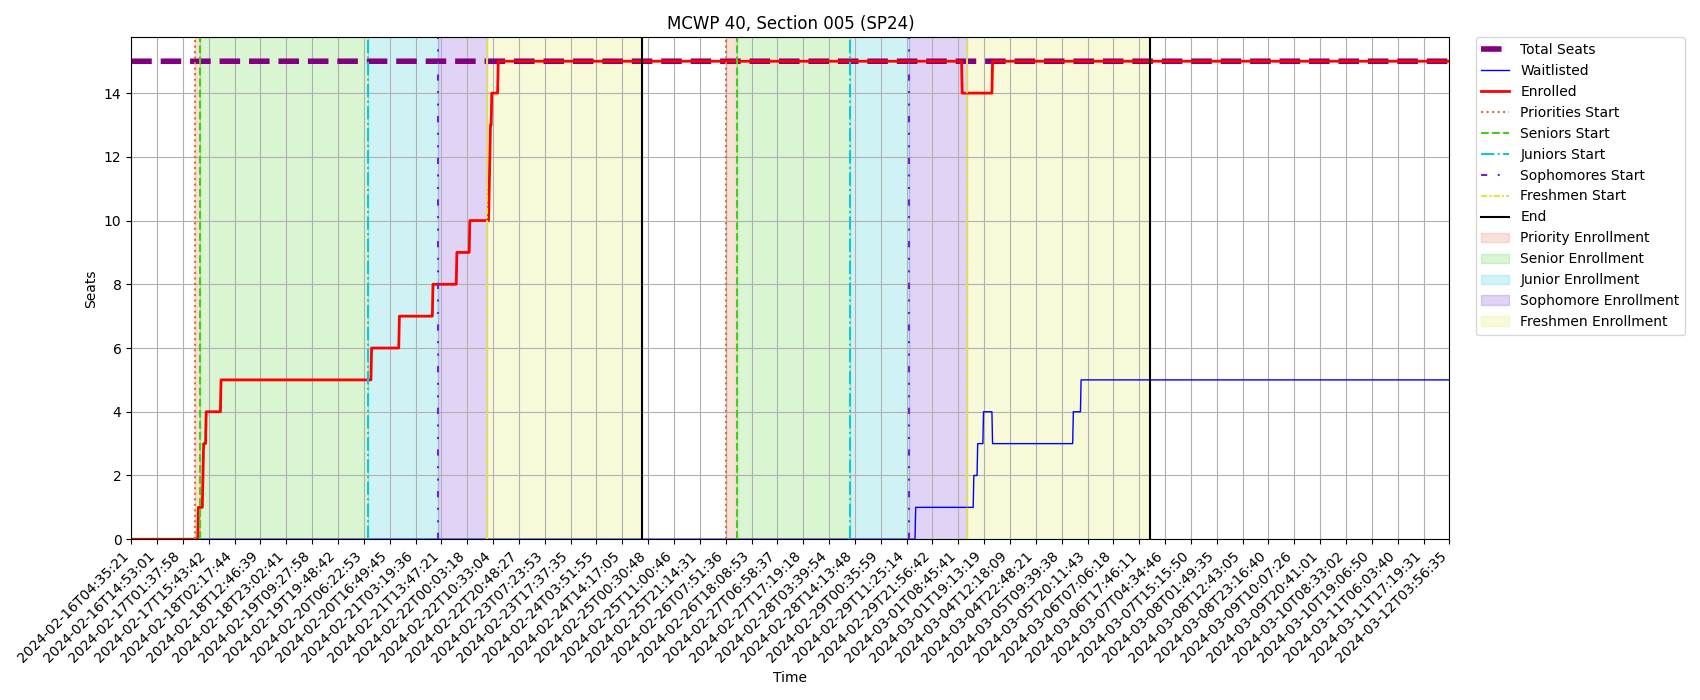 MCWP 40, Section 005 (SP24)
Seats
14
12
10
8
6
4
2
0
2024-02-16T04:35:21
2024-02-16T14:53:01
2024-02-17T01:37:58
2024-02-17T15:43:42
2024-02-18T02:17:44
2024-02-18T12:46:39
2024-02-18T23:02:41
2024-02-19T09:27:58
2024-02-19T19:48:42
2024-02-20T06:22:53
2024-02-20T16:49:45
2024-02-21T03:19:36
2024-02-21T13:47:21
2024-02-22T00:03:18
2024-02-22T10:33:04
2024-02-22T20:48:27
2024-02-23T07:23:53
2024-02-23T17:37:35
2024-02-24T03:51:55
2024-02-24T14:17:05
2024-02-25T00:30:48
2024-02-25T11:00:46
2024-02-25T21:14:31
2024-02-26T07:51:36
2024-02-26T18:08:53
2024-02-27T06:58:37
2024-02-27T17:19:18
2024-02-28T03:39:54
2024-02-28T14:13:48
2024-02-29T00:35:59
2024-02-29T11:25:14
2024-02-29T21:56:42
2024-03-01T08:45:41
2024-03-01T19:13:19
2024-03-04T12:18:09
2024-03-04T22:48:21
2024-03-05T09:39:38
2024-03-05T20:11:43
2024-03-06T07:06:18
2024-03-06T17:46:11
2024-03-07T04:34:46
2024-03-07T15:15:50
2024-03-08T01:49:35
2024-03-08T12:43:05
2024-03-08T23:16:40
2024-03-09T10:07:26
2024-03-09T20:41:01
2024-03-10T08:33:02
2024-03-10T19:06:50
2024-03-11T06:03:40
2024-03-11T17:19:31
2024-03-12T03:56:35
Time
Total Seats
Waitlisted
Enrolled
Priorities Start
Seniors Start
Juniors Start
Sophomores Start
Freshmen Start
End
Priority Enrollment
Senior Enrollment
Junior Enrollment
Sophomore Enrollment
Freshmen Enrollment